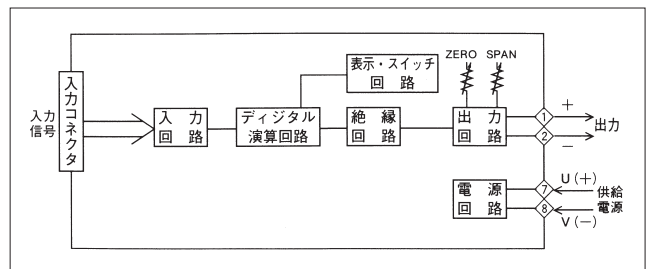 入力
信号
入力コネクタ
入力
回路
ディジタル
演算回路
表示・スイッチ
回路
絶縁
回路
ZERO SPAN
出力
回路
1
2
+
−
出力
電源
回路
7
8
U(+)
V(−)
供給
電源